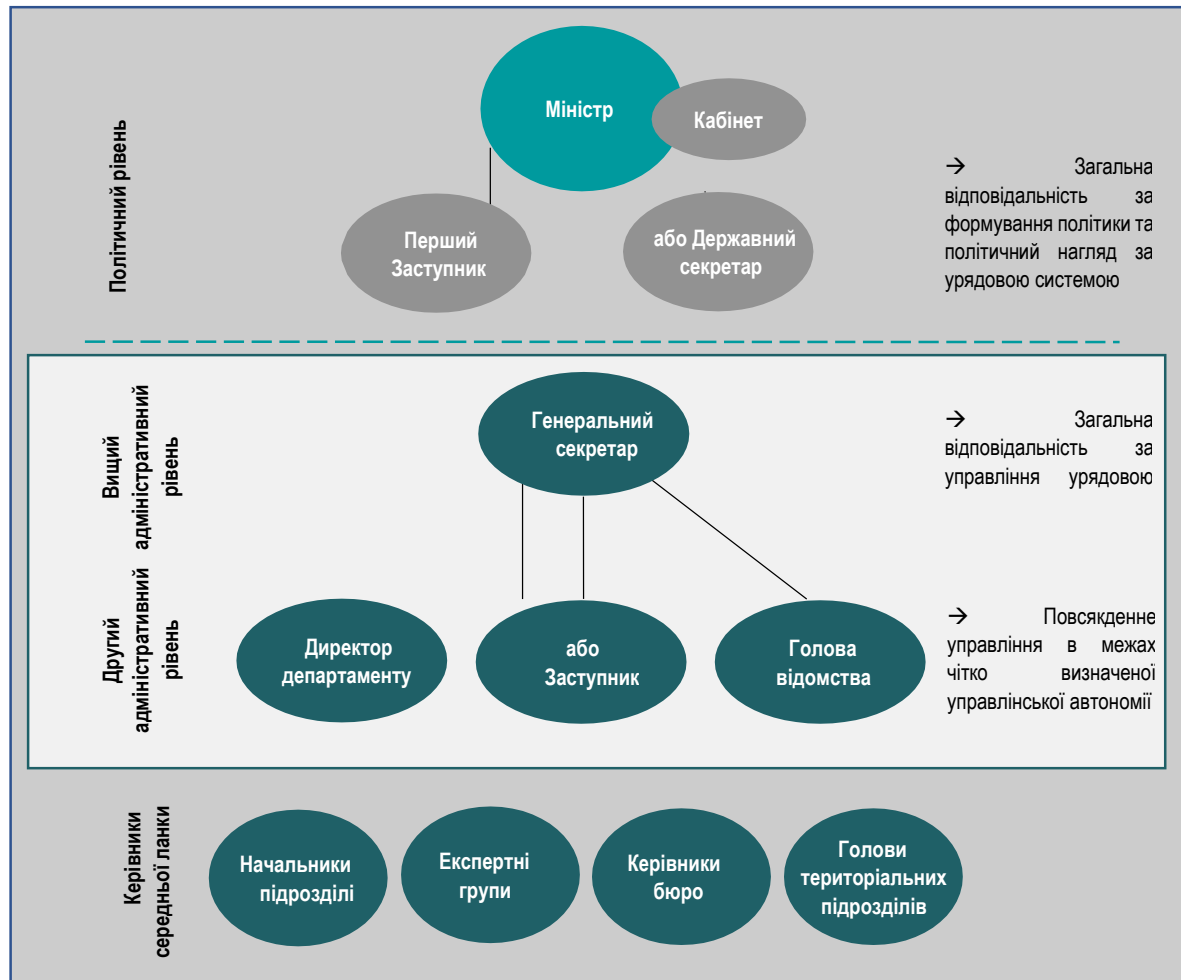 Політичний рівень
Міністр
Кабінет
Перший
Заступник
або Державний
секретар
→ Загальна
відповідальність за
формування політики та
політичний нагляд за
урядовою системою
Вищий
адміністративний
рівень
Генеральний
секретар
→ Загальна
відповідальність за
управління урядовою
Другий
адміністративний
рівень
Директор
департаменту
або
Заступник
Голова
відомства
→ Повсякденне
управління в межах
чітко визначеної
управлінської автономії
Керівники
середньої ланки
Начальники
підрозділі
Експертні
групи
Керівники
бюро
Голови
територіальних
підрозділів